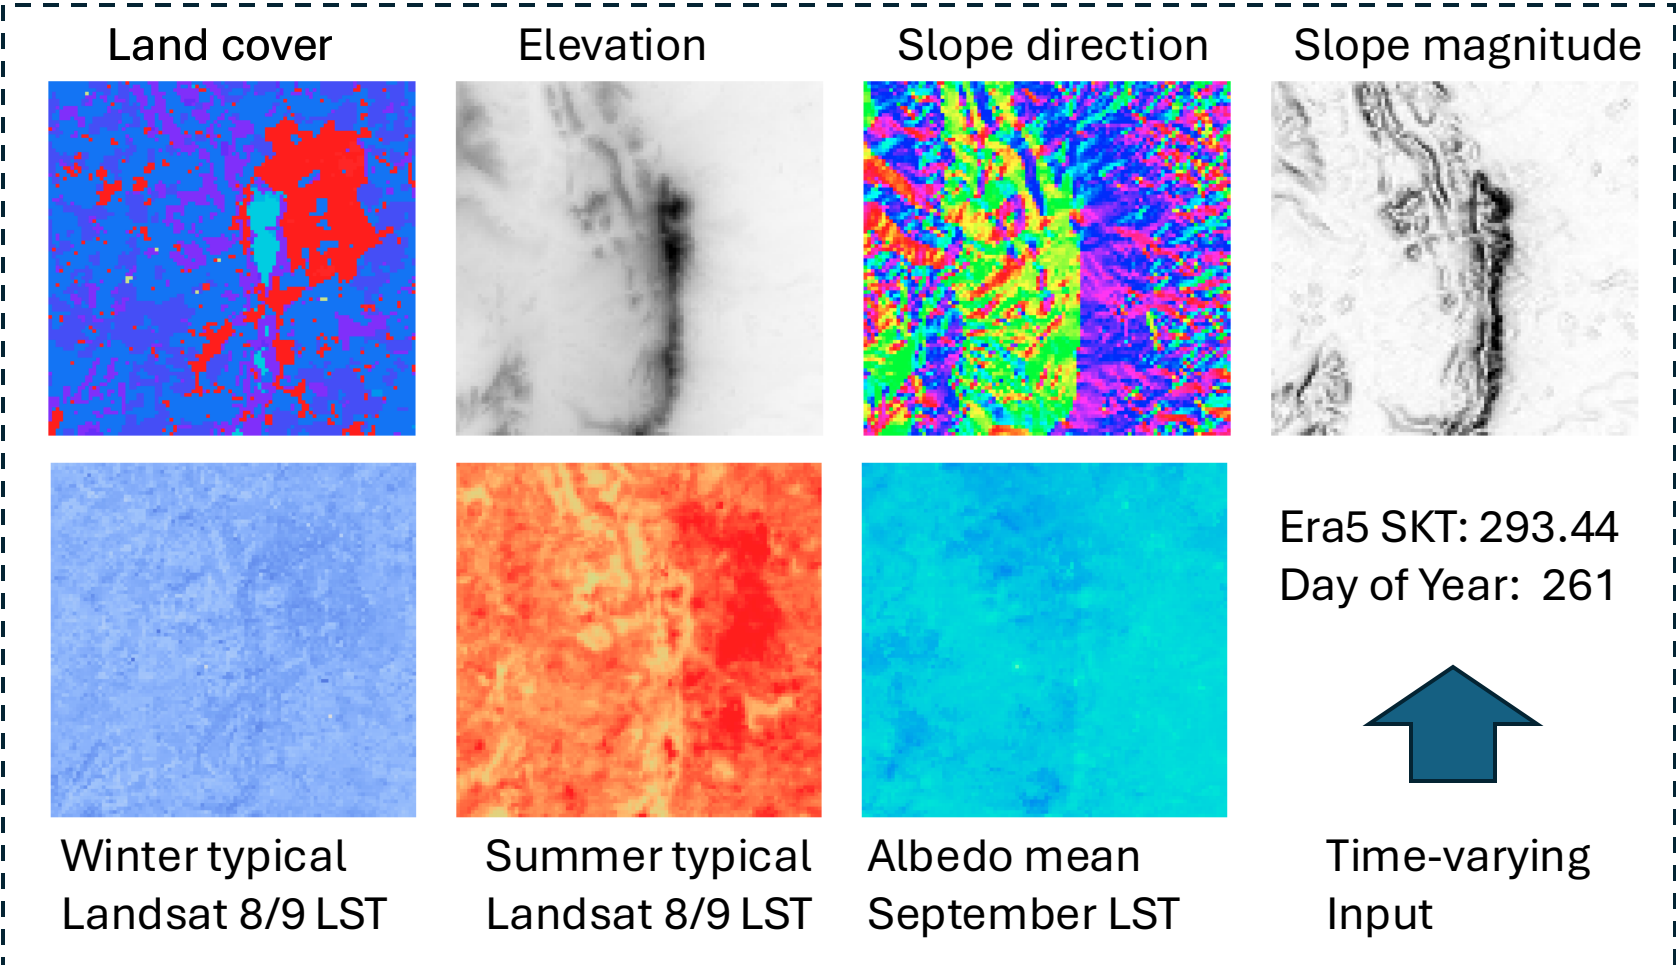 Land cover
Elevation
Slope direction
Slope magnitude
Era5 SKT: 293.44
Day of Year: 261
Winter typical
Landsat 8/9 LST
Summer typical
Landsat 8/9 LST
Albedo mean
September LST
Time-varying
Input